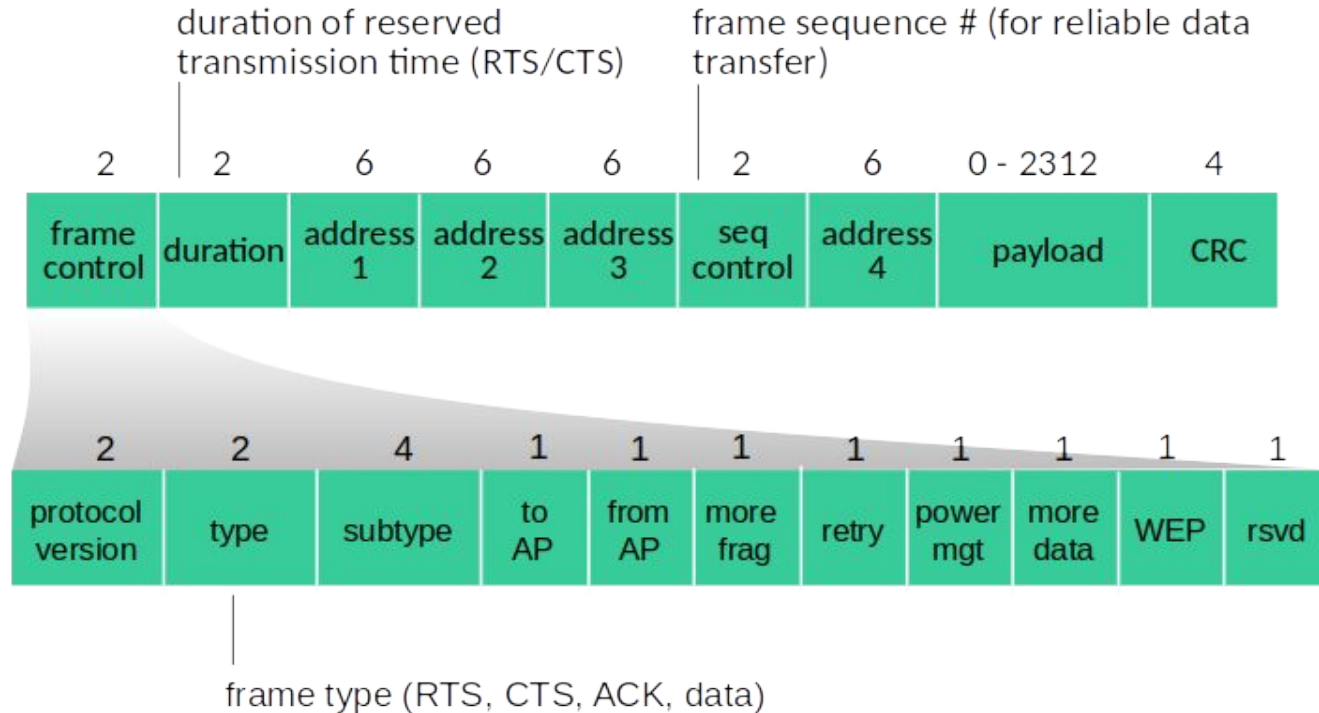 duration of reserved
transmission time (RTS/CTS)
frame sequence # (for reliable data
transfer)
2 2 6 6 6 2 6 0 - 2312 4
frame
control
duration
address
1
address
2
address
3
seq
control
address
4
payload
CRC
2 2 4 1 1 1 1 1 1 1 1
protocol
version
type
subtype
to
AP
from
AP
more
frag
retry
power
mgt
more
data
WEP
rsvd
frame type (RTS, CTS, ACK, data)